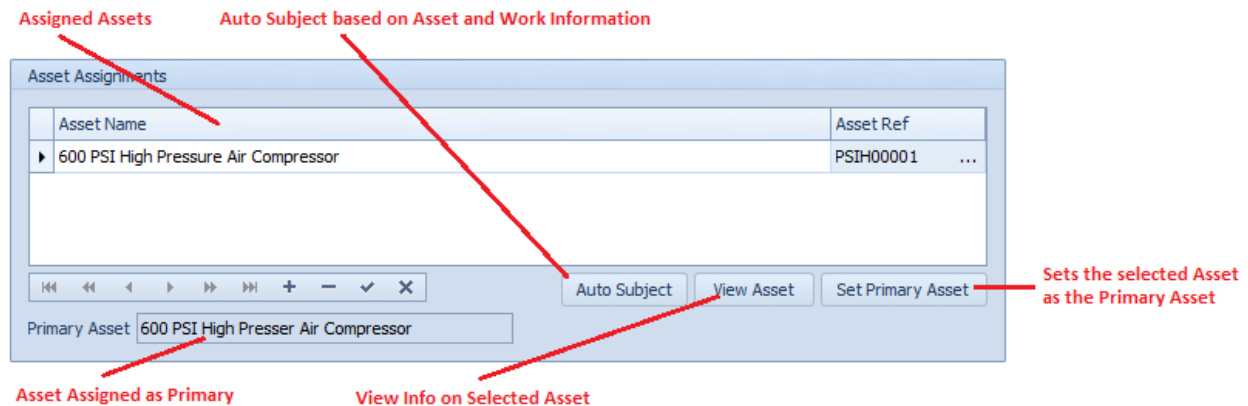 Assigned Assets
Auto Subject based on Asset and Work Information
Asset Assignments
Asset Name
Asset Ref
600 PSI High Pressure Air Compressor
PSIH00001 ...
Auto Subject
View Asset
Set Primary Asset
Sets the selected Asset
as the Primary Asset
Primary Asset 600 PSI High Presser Air Compressor
Asset Assigned as Primary
View Info on Selected Asset